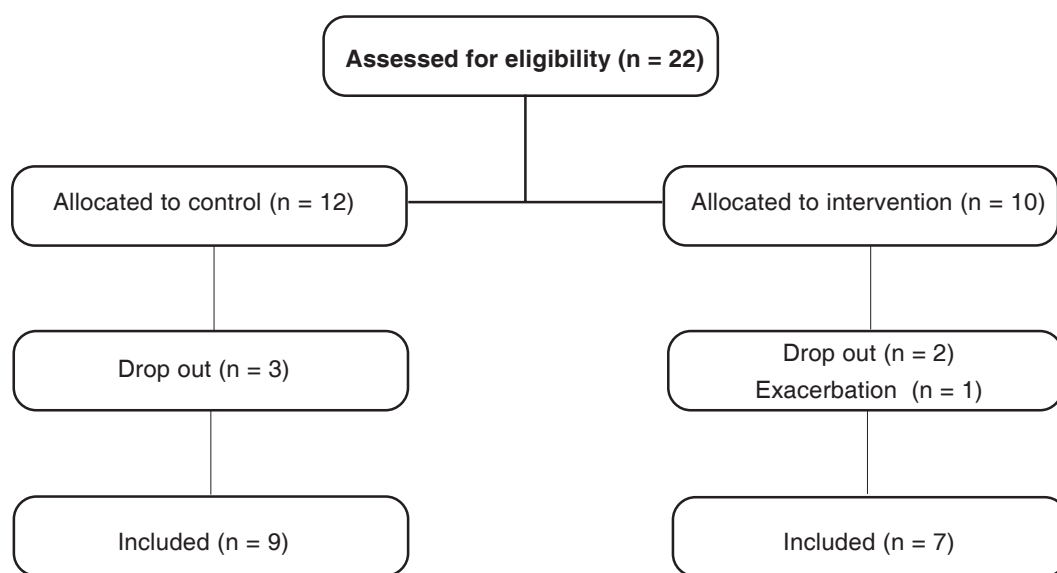 Assessed for eligibility (n = 22)
Allocated to control (n = 12)
Allocated to intervention (n = 10)
Drop out (n = 3)
Drop out (n = 2)
Exacerbation (n = 1)
Included (n = 9)
Included (n = 7)